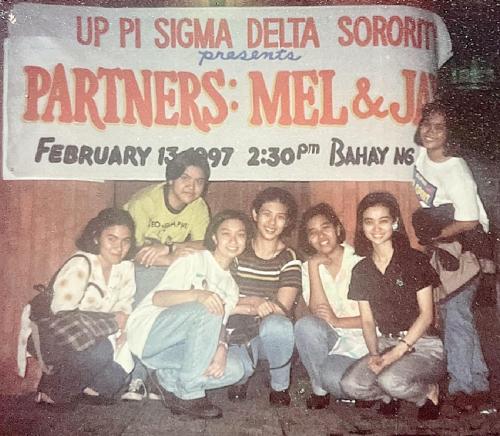 UP PI SIGMA DELTA SORORIT
presents
PARTNERS: MEL & JA
FEBRUARY 13, 1997 2:30pm BAHAY NG